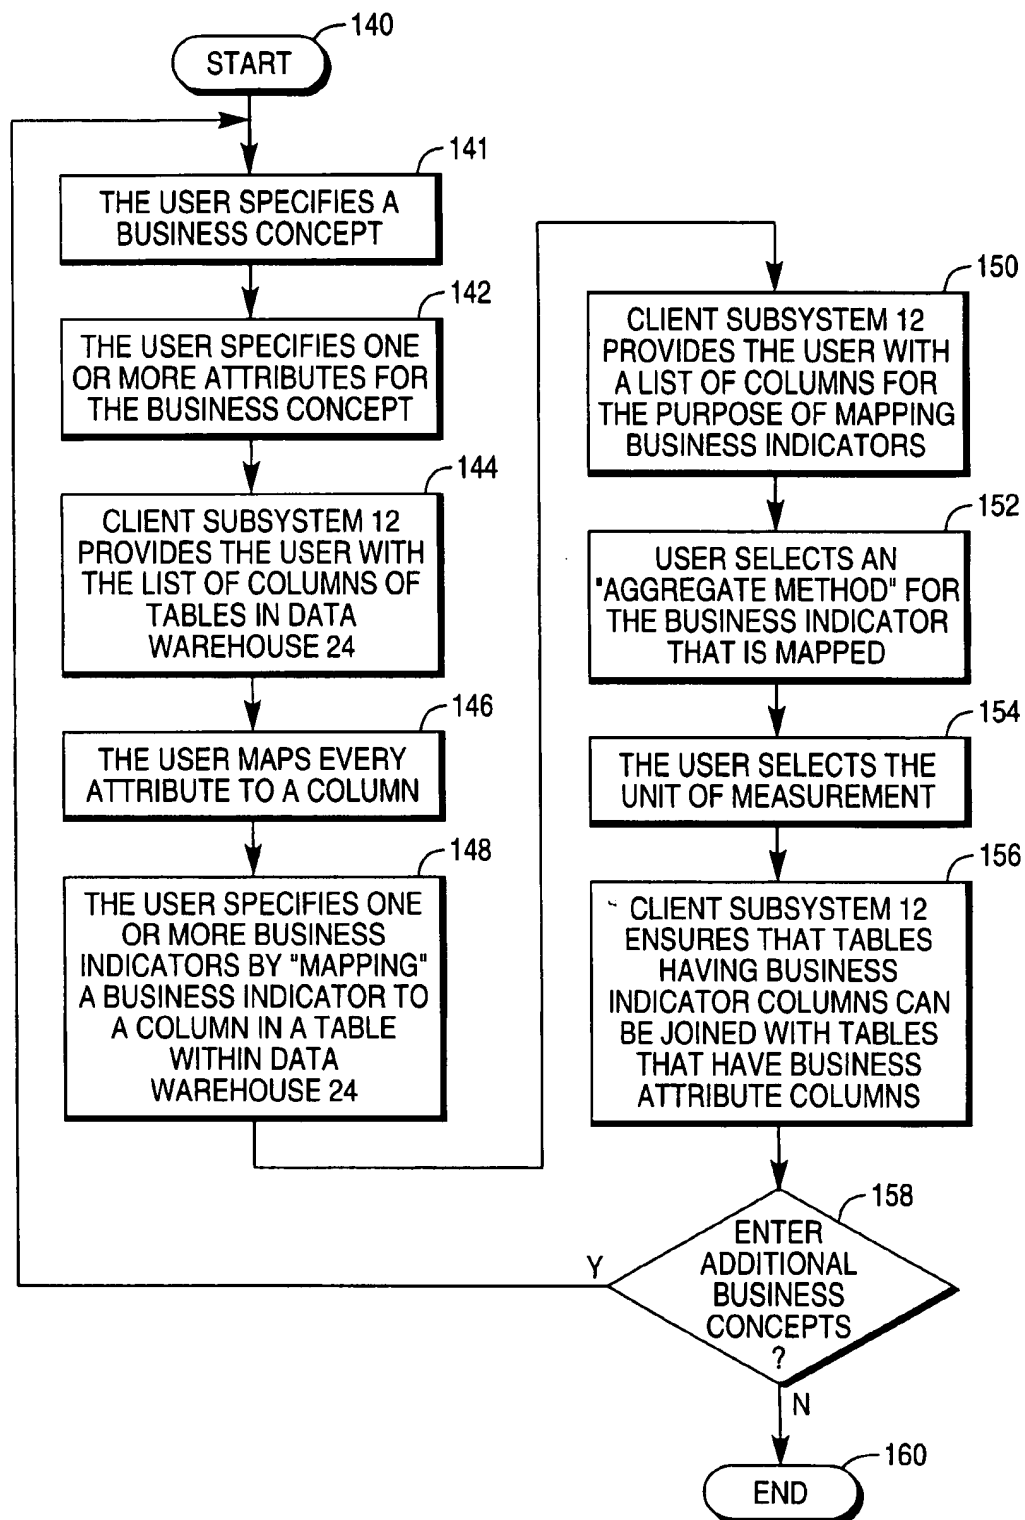 140
START
141
THE USER SPECIFIES A
BUSINESS CONCEPT
142
THE USER SPECIFIES ONE
OR MORE ATTRIBUTES FOR
THE BUSINESS CONCEPT
144
CLIENT SUBSYSTEM 12
PROVIDES THE USER WITH
THE LIST OF COLUMNS OF
TABLES IN DATA
WAREHOUSE 24
146
THE USER MAPS EVERY
ATTRIBUTE TO A COLUMN
148
THE USER SPECIFIES ONE
OR MORE BUSINESS
INDICATORS BY "MAPPING"
A BUSINESS INDICATOR TO
A COLUMN IN A TABLE
WITHIN DATA
WAREHOUSE 24
150
CLIENT SUBSYSTEM 12
PROVIDES THE USER WITH
A LIST OF COLUMNS FOR
THE PURPOSE OF MAPPING
BUSINESS INDICATORS
152
USER SELECTS AN
"AGGREGATE METHOD" FOR
THE BUSINESS INDICATOR
THAT IS MAPPED
154
THE USER SELECTS THE
UNIT OF MEASUREMENT
156
CLIENT SUBSYSTEM 12
ENSURES THAT TABLES
HAVING BUSINESS
INDICATOR COLUMNS CAN
BE JOINED WITH TABLES
THAT HAVE BUSINESS
ATTRIBUTE COLUMNS
158
ENTER
ADDITIONAL
BUSINESS
CONCEPTS
?
Y
N
160
END